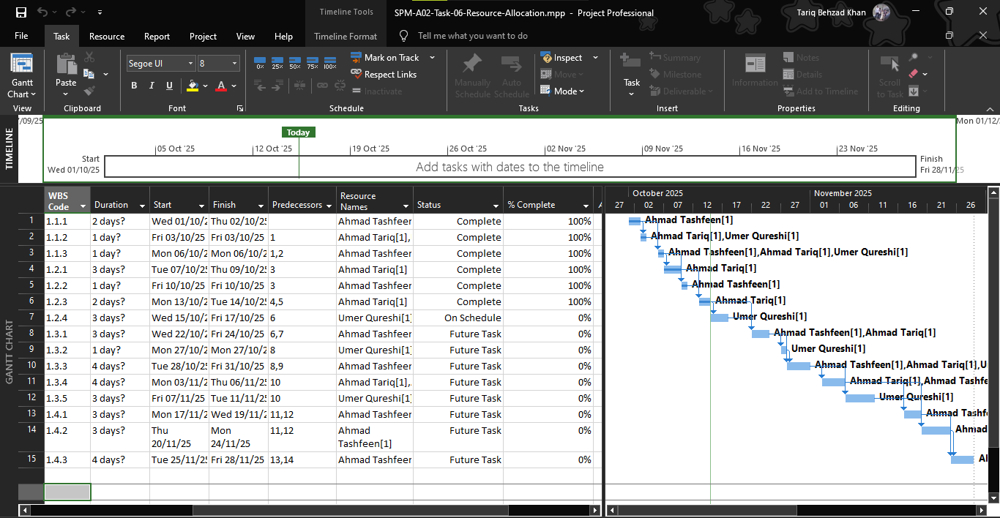 Timeline Tools
SPM-A02-Task-06-Resource-Allocation.mpp - Project Professional
Tariq Behzad Khan
File Task Resource Report Project View Help Timeline Format Tell me what you want to do
Gantt Chart
View
Paste
Clipboard
Segoe UI 8
B I U A
Font
0% 25% 50% 75% 100%
Mark on Track
Respect Links
Inactivate
Schedule
Manually Schedule
Auto Schedule
Inspect
Move
Mode
Tasks
Task
Summary
Milestone
Deliverable
Insert
Information
Notes
Details
Add to Timeline
Properties
Scroll to Task
Editing
TIMELINE
/09/25
Mon 01/12/
Today
05 Oct '25 12 Oct '25 19 Oct '25 26 Oct '25 02 Nov '25 09 Nov '25 16 Nov '25 23 Nov '25
Start
Wed 01/10/25
Add tasks with dates to the timeline
Finish
Fri 28/11/25
GANTT CHART
WBS Code Duration Start Finish Predecessors Resource Names Status % Complete
October 2025 November 2025
27 02 07 12 17 22 27 01 06 11 16 21 26
1 1.1.1 2 days? Wed 01/10/2 Thu 02/10/25 Ahmad Tashfeen Complete 100% Ahmad Tashfeen[1]
2 1.1.2 1 day? Fri 03/10/25 Fri 03/10/25 1 Ahmad Tariq[1], Complete 100% Ahmad Tariq[1],Umer Qureshi[1]
3 1.1.3 1 day? Mon 06/10/2 Mon 06/10/2 1,2 Ahmad Tashfeen Complete 100% Ahmad Tashfeen[1],Ahmad Tariq[1],Umer Qureshi[1]
4 1.2.1 3 days? Tue 07/10/25 Thu 09/10/25 3 Ahmad Tariq[1] Complete 100% Ahmad Tariq[1]
5 1.2.2 1 day? Fri 10/10/25 Fri 10/10/25 3 Ahmad Tashfeen Complete 100% Ahmad Tashfeen[1]
6 1.2.3 2 days? Mon 13/10/2 Tue 14/10/25 4,5 Ahmad Tariq[1] Complete 100% Ahmad Tariq[1]
7 1.2.4 3 days? Wed 15/10/2 Fri 17/10/25 6 Umer Qureshi[1] On Schedule 0% Umer Qureshi[1]
8 1.3.1 3 days? Wed 22/10/2 Fri 24/10/25 6,7 Ahmad Tashfeen Future Task 0% Ahmad Tashfeen[1],Ahmad Tariq[1]
9 1.3.2 1 day? Mon 27/10/2 Mon 27/10/2 8 Umer Qureshi[1] Future Task 0% Umer Qureshi[1]
10 1.3.3 4 days? Tue 28/10/25 Fri 31/10/25 8,9 Ahmad Tashfeen Future Task 0% Ahmad Tashfeen[1],Ahmad Tariq[1],U
11 1.3.4 4 days? Mon 03/11/2 Thu 06/11/25 10 Ahmad Tariq[1], Future Task 0% Ahmad Tariq[1],Ahmad Tashfe
12 1.3.5 3 days? Fri 07/11/25 Tue 11/11/25 10 Umer Qureshi[1] Future Task 0% Umer Qureshi[1]
13 1.4.1 3 days? Mon 17/11/2 Wed 19/11/2 11,12 Ahmad Tashfeen Future Task 0% Ahmad Tashf
14 1.4.2 3 days? Thu 20/11/25 Mon 24/11/25 11,12 Ahmad Tashfeen[1] Future Task 0% Ahmad
15 1.4.3 4 days? Tue 25/11/25 Fri 28/11/25 13,14 Ahmad Tashfeen Future Task 0%